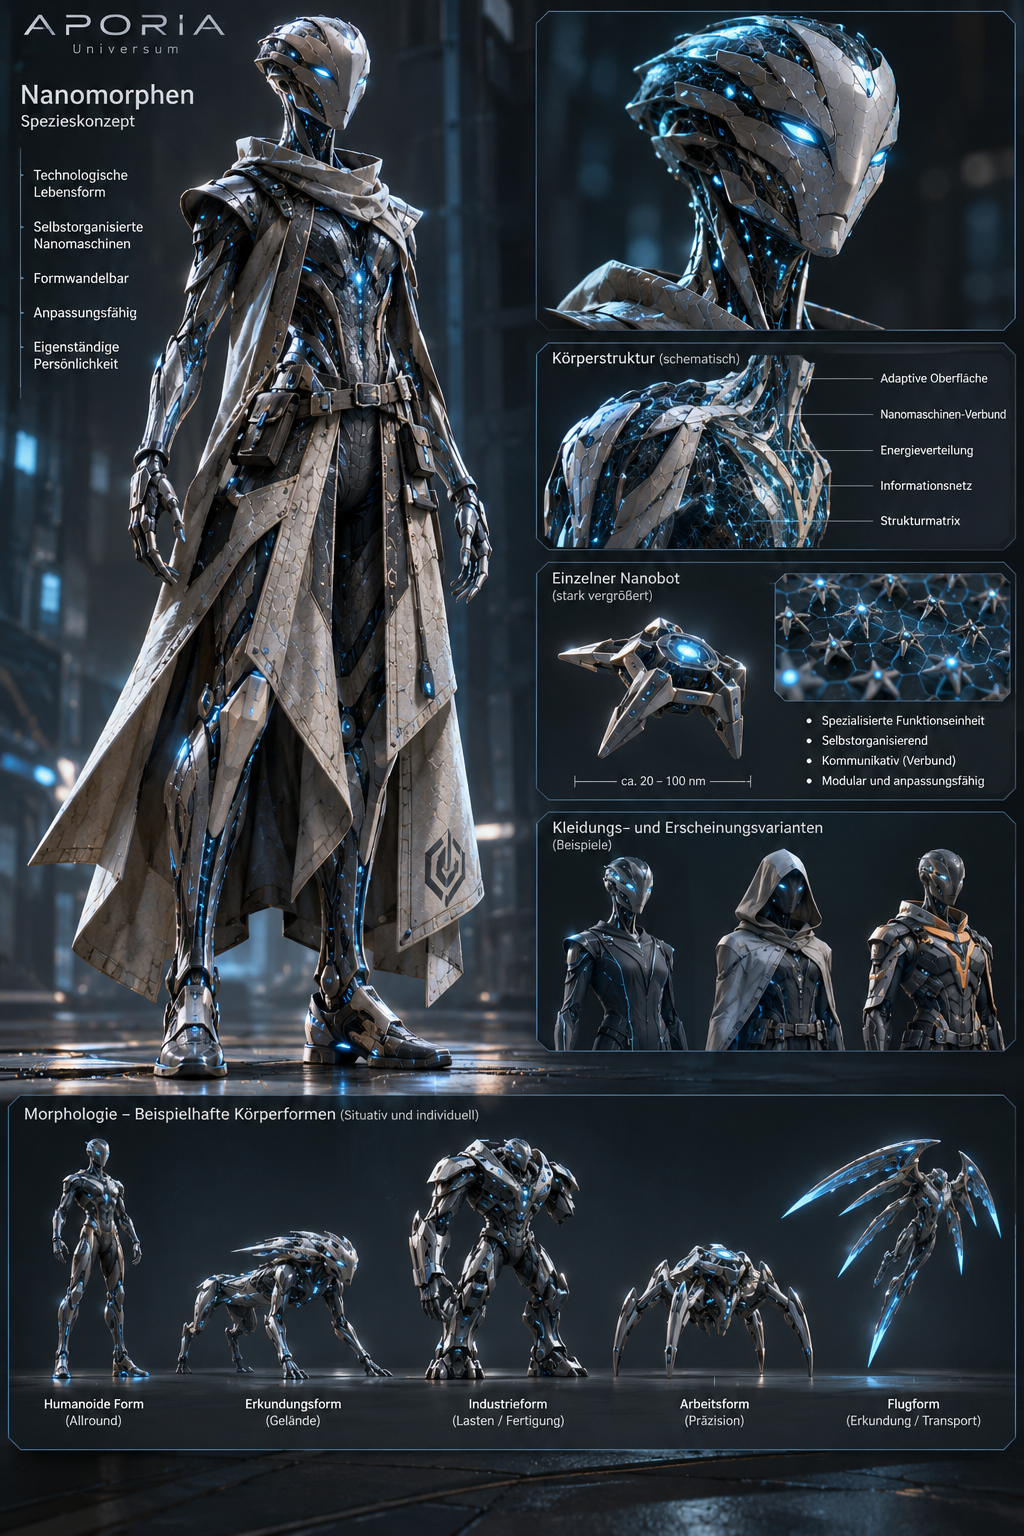 APORIA
Universum
Nanomorphen
Spezieskonzept
Technologische
Lebensform
Selbstorganisierte
Nanomaschinen
Formwandelbar
Anpassungsfähig
Eigenständige
Persönlichkeit
Körperstruktur (schematisch)
Adaptive Oberfläche
Nanomaschinen-Verbund
Energieverteilung
Informationsnetz
Strukturmatrix
Einzelner Nanobot
(stark vergrößert)
ca. 20 – 100 nm
• Spezialisierte Funktionseinheit
• Selbstorganisierend
• Kommunikativ (Verbund)
• Modular und anpassungsfähig
Kleidungs- und Erscheinungsvarianten
(Beispiele)
Morphologie – Beispielhafte Körperformen (Situativ und individuell)
Humanoide Form
(Allround)
Erkundungsform
(Gelände)
Industrieform
(Lasten / Fertigung)
Arbeitsform
(Präzision)
Flugform
(Erkundung / Transport)